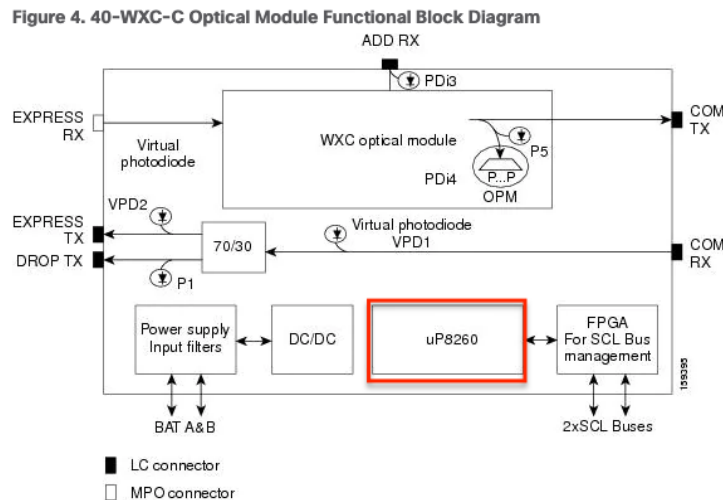 Figure 4. 40-WXC-C Optical Module Functional Block Diagram
ADD RX
PDi3
EXPRESS
RX
Virtual
photodiode
WXC optical module
P5
PDi4
P...P
OPM
COM
TX
VPD2
EXPRESS
TX
DROP TX
70/30
P1
Virtual photodiode
VPD1
COM
RX
Power supply
Input filters
DC/DC
uP8260
FPGA
For SCL Bus
management
BAT A&B
2xSCL Buses
159395
LC connector
MPO connector